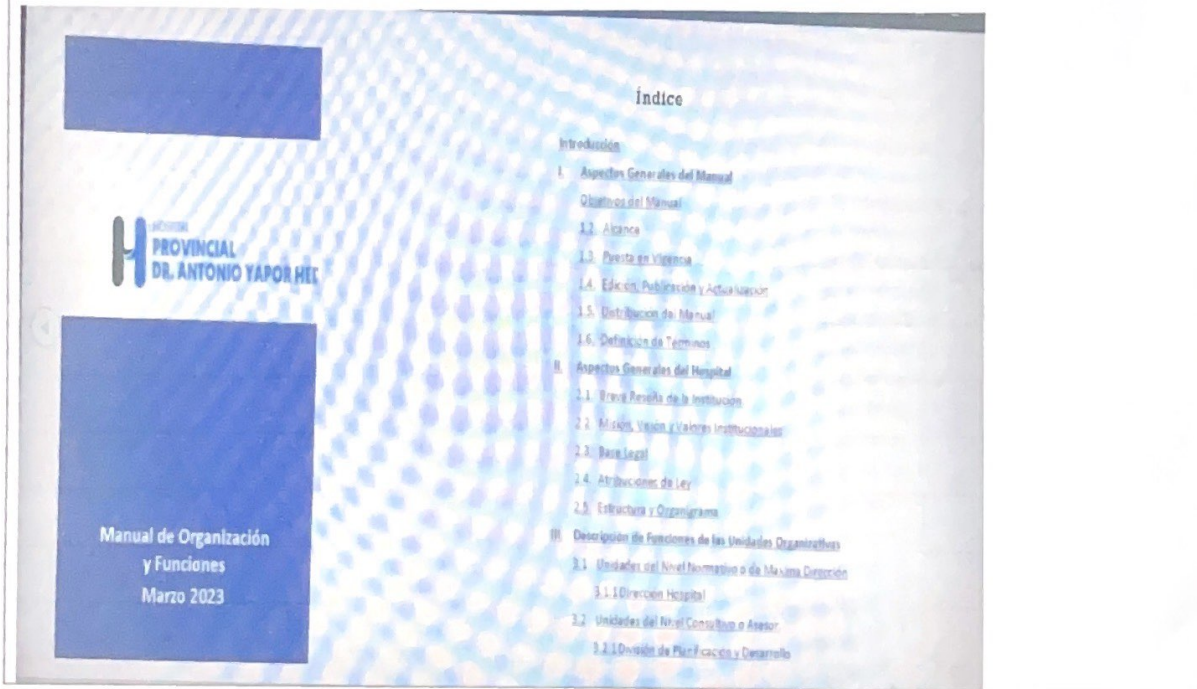 HOSPITAL
PROVINCIAL
DR. ANTONIO YAPOR HED
Manual de Organización
y Funciones
Marzo 2023
Índice
Introducción
I. Aspectos Generales del Manual
Objetivos del Manual
1.2. Alcance
1.3. Puesta en Vigencia
1.4. Edición, Publicación y Actualización
1.5. Distribución del Manual
1.6. Definición de Términos
II. Aspectos Generales del Hospital
2.1. Breve Reseña de la Institución
2.2. Misión, Visión y Valores Institucionales
2.3. Base Legal
2.4. Atribuciones de Ley
2.5. Estructura y Organigrama
III. Descripción de Funciones de las Unidades Organizativas
3.1 Unidades del Nivel Normativo o de Maxima Dirección
3.1.1 Dirección Hospital
3.2 Unidades del Nivel Consultivo o Asesor
3.2.1 División de Planificación y Desarrollo